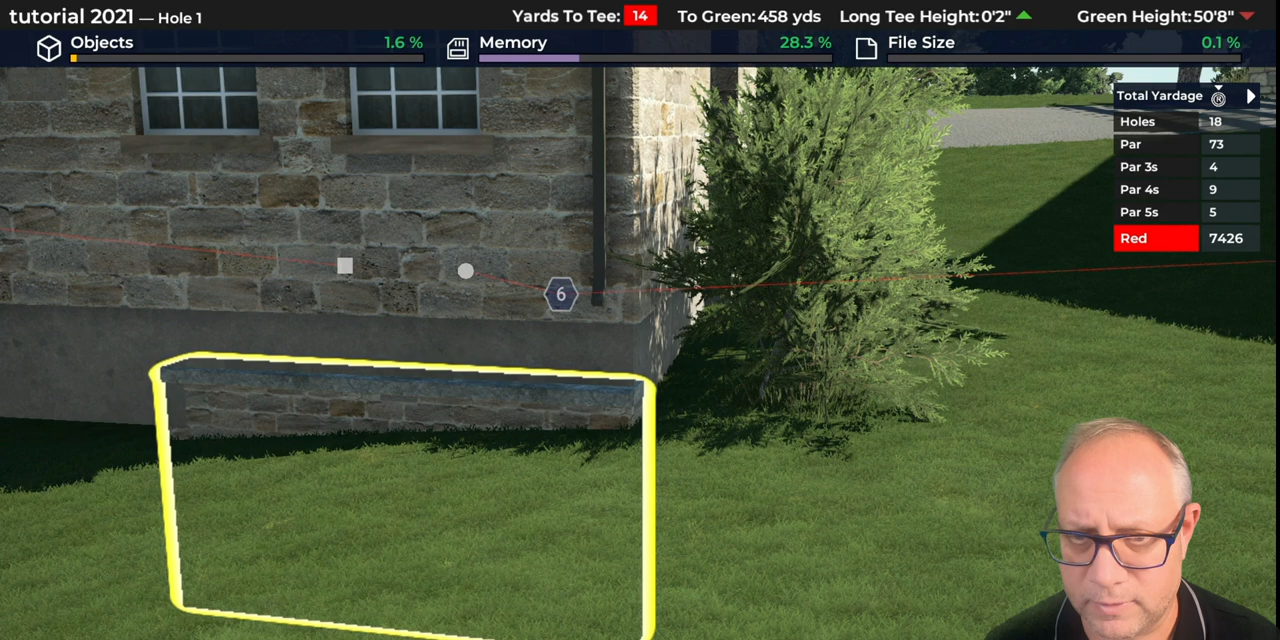 tutorial 2021 — Hole 1
Yards To Tee: 14 To Green: 458 yds Long Tee Height: 0'2" Green Height: 50'8"
Objects 1.6 % Memory 28.3 % File Size 0.1 %
Total Yardage
Holes 18
Par 73
Par 3s 4
Par 4s 9
Par 5s 5
Red 7426
6